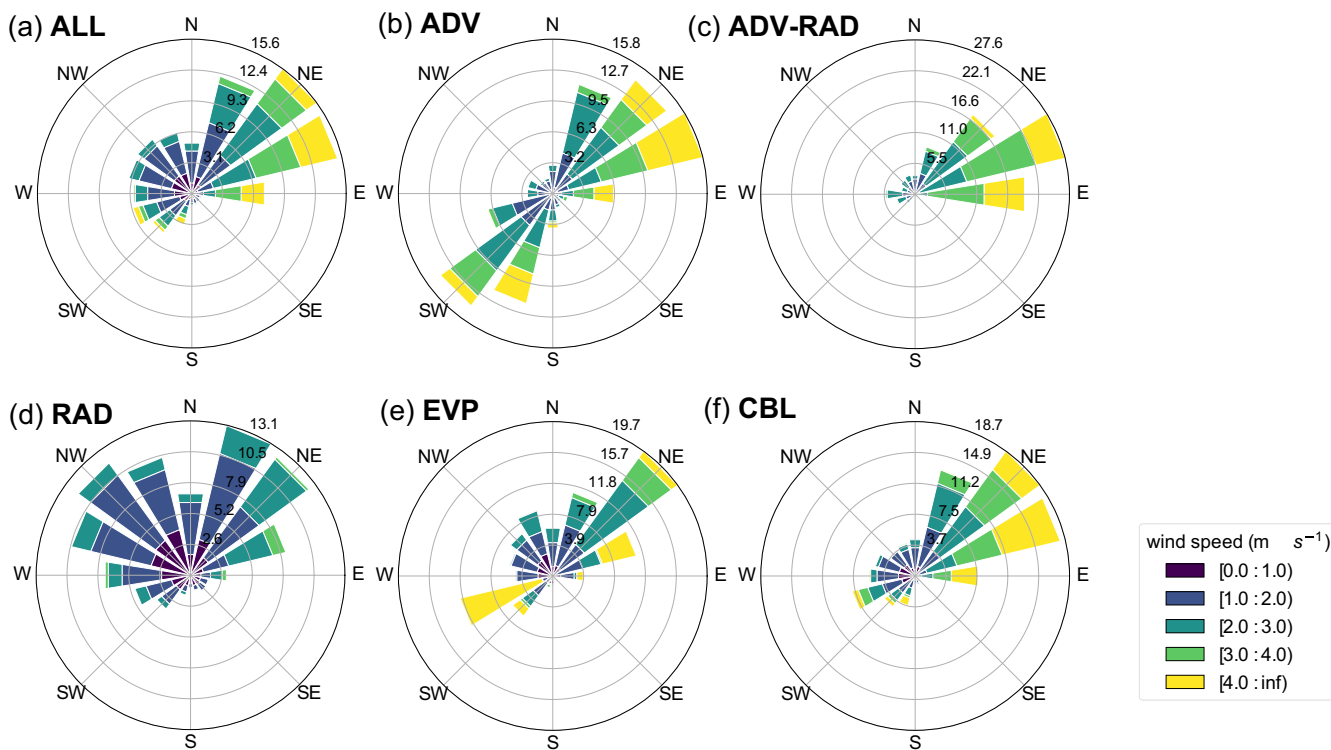 (a) ALL
N
NE
E
SE
S
SW
W
NW
15.6
12.4
9.3
6.2
3.1
(b) ADV
N
NE
E
SE
S
SW
W
NW
15.8
12.7
9.5
6.3
3.2
(c) ADV-RAD
N
NE
E
SE
S
SW
W
NW
27.6
22.1
16.6
11.0
5.5
(d) RAD
N
NE
E
SE
S
SW
W
NW
13.1
10.5
7.9
5.2
2.6
(e) EVP
N
NE
E
SE
S
SW
W
NW
19.7
15.7
11.8
7.9
3.9
(f) CBL
N
NE
E
SE
S
SW
W
NW
18.7
14.9
11.2
7.5
3.7
wind speed (m s⁻¹)
[0.0 : 1.0)
[1.0 : 2.0)
[2.0 : 3.0)
[3.0 : 4.0)
[4.0 : inf)